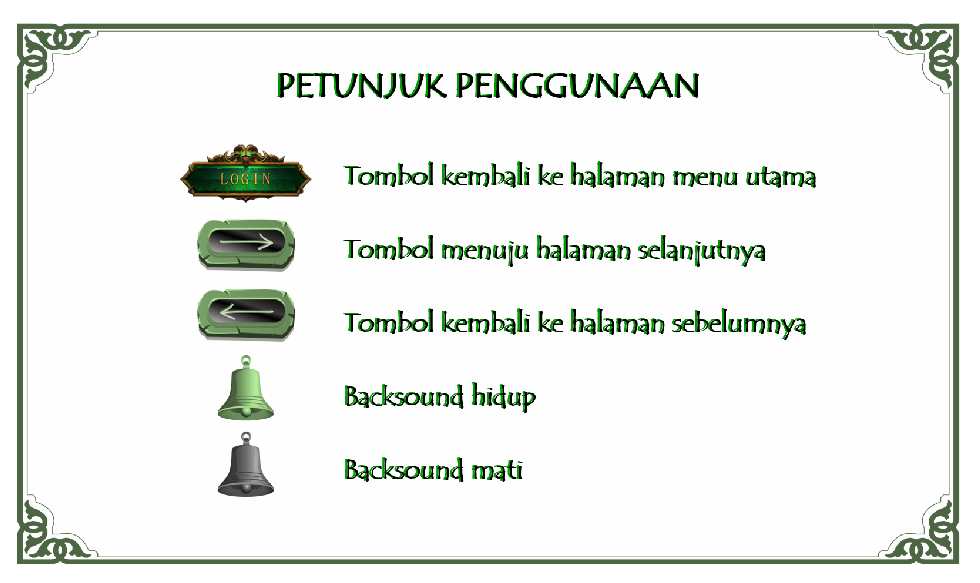 PETUNJUK PENGGUNAAN
LOGIN
Tombol kembali ke halaman menu utama
Tombol menuju halaman selanjutnya
Tombol kembali ke halaman sebelumnya
Backsound hidup
Backsound mati